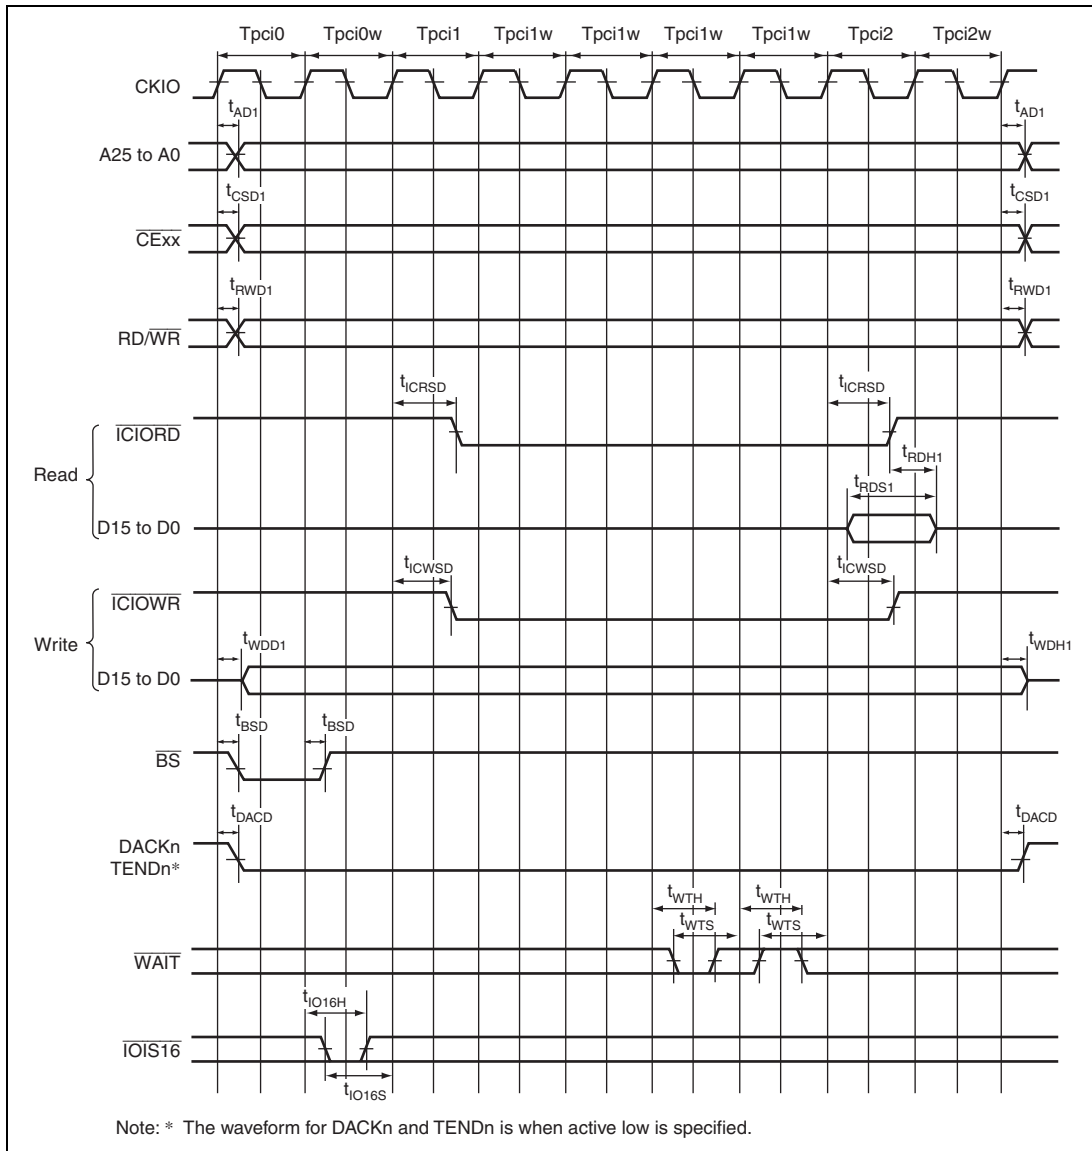 Tpci0 Tpci0w Tpci1 Tpci1w Tpci1w Tpci1w Tpci1w Tpci2 Tpci2w
CKIO
tAD1 tAD1
A25 to A0
tCSD1 tCSD1
CExx
tRWD1 tRWD1
RD/WR
tICRSD tICRSD
ICIORD
tRDH1
Read
tRDS1
D15 to D0
tICWSD tICWSD
ICIOWR
Write
tWDD1 tWDH1
D15 to D0
tBSD tBSD
BS
tDACD tDACD
DACKn
TENDn*
tWTH tWTH
tWTS tWTS
WAIT
tIO16H
IOIS16
tIO16S
Note: * The waveform for DACKn and TENDn is when active low is specified.